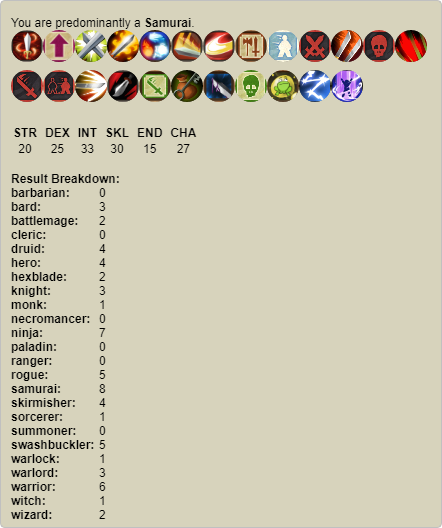 You are predominantly a Samurai.
STR DEX INT SKL END CHA
20 25 33 30 15 27
Result Breakdown:
barbarian: 0
bard: 3
battlemage: 2
cleric: 0
druid: 4
hero: 4
hexblade: 2
knight: 3
monk: 1
necromancer: 0
ninja: 7
paladin: 0
ranger: 0
rogue: 5
samurai: 8
skirmisher: 4
sorcerer: 1
summoner: 0
swashbuckler: 5
warlock: 1
warlord: 3
warrior: 6
witch: 1
wizard: 2